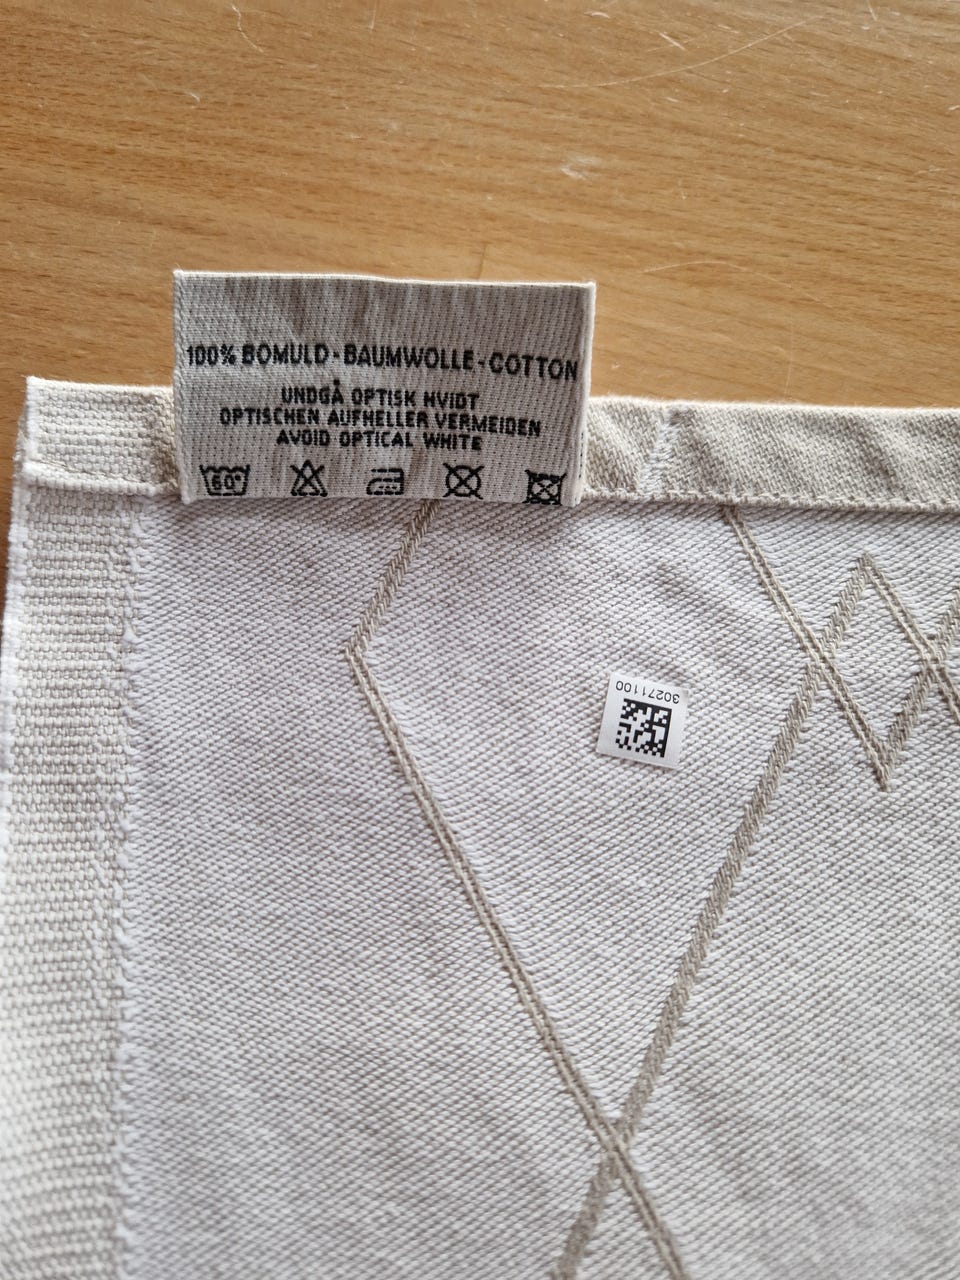 100% BOMULD - BAUMWOLLE - COTTON
UNDGÅ OPTISK HVIDT
OPTISCHEN AUFHELLER VERMEIDEN
AVOID OPTICAL WHITE
60°
30271100